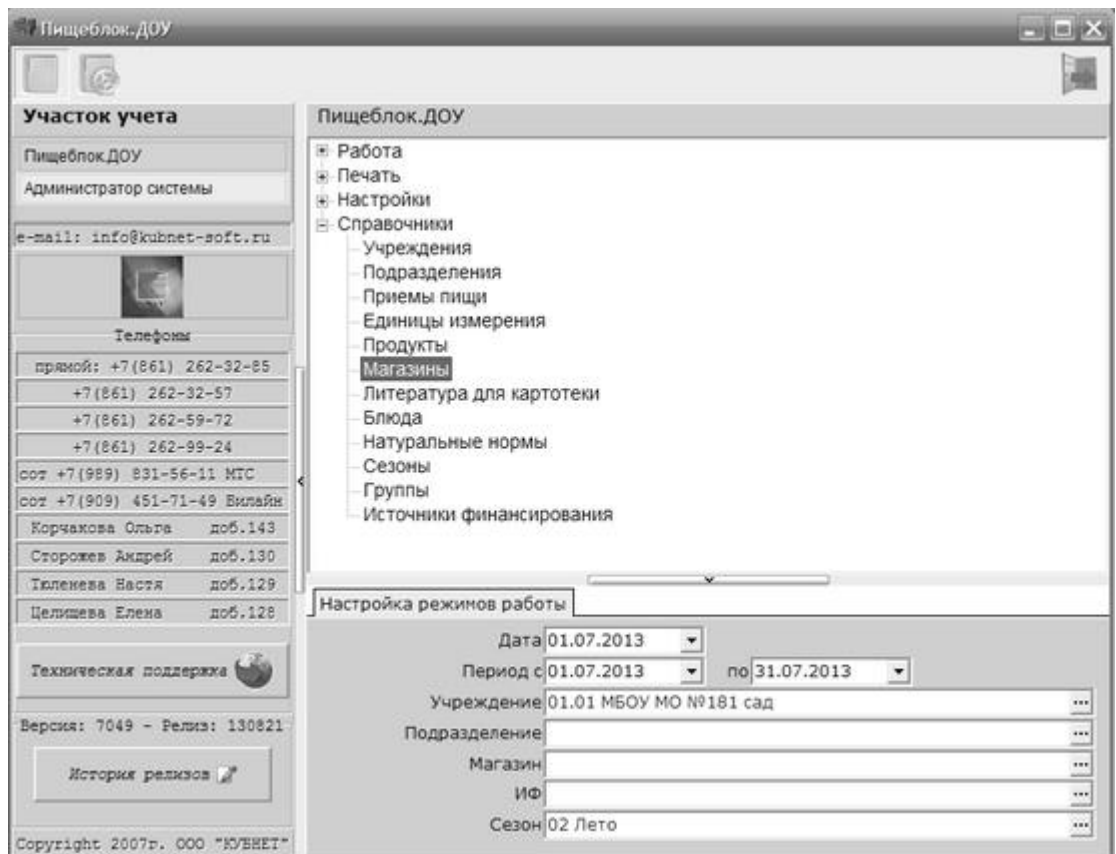 Пищеблок.ДОУ
Участок учета
Пищеблок.ДОУ
Администратор системы
e-mail: info@kubnet-soft.ru
Телефоны
прямой: +7(861) 262-32-85
+7(861) 262-32-57
+7(861) 262-59-72
+7(861) 262-99-24
сот +7(989) 831-56-11 МТС
сот +7(909) 451-71-49 Билайн
Корчакова Ольга доб.143
Сторожев Андрей доб.130
Тюленева Настя доб.129
Целищева Елена доб.128
Техническая поддержка
Версия: 7049 - Релиз: 130821
История релизов
Copyright 2007г. ООО "КУБНЕТ"
Пищеблок.ДОУ
Работа
Печать
Настройки
Справочники
Учреждения
Подразделения
Приемы пищи
Единицы измерения
Продукты
Магазины
Литература для картотеки
Блюда
Натуральные нормы
Сезоны
Группы
Источники финансирования
Настройка режимов работы
Дата 01.07.2013
Период с 01.07.2013 по 31.07.2013
Учреждение 01.01 МБОУ МО №181 сад
Подразделение
Магазин
ИФ
Сезон 02 Лето